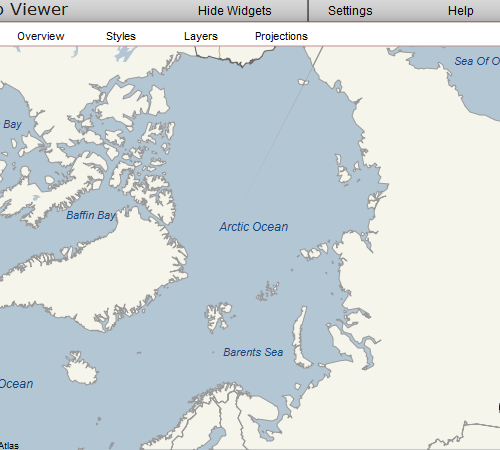 Viewer
Hide Widgets
Settings
Help
Overview
Styles
Layers
Projections
Sea Of O
Bay
Baffin Bay
Arctic Ocean
Barents Sea
Ocean
Atlas